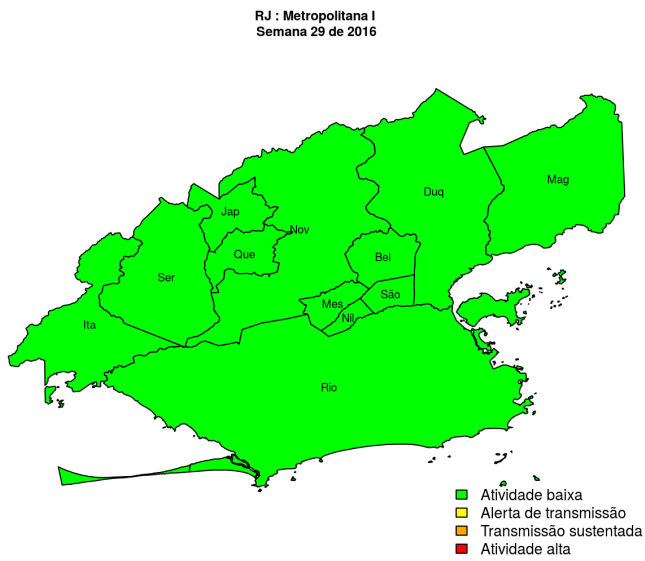 RJ : Metropolitana I
Semana 29 de 2016
Mag
Duq
Jap
Nov
Que
Bel
Ser
São
Mes
Nil
Ita
Rio
Atividade baixa
Alerta de transmissão
Transmissão sustentada
Atividade alta